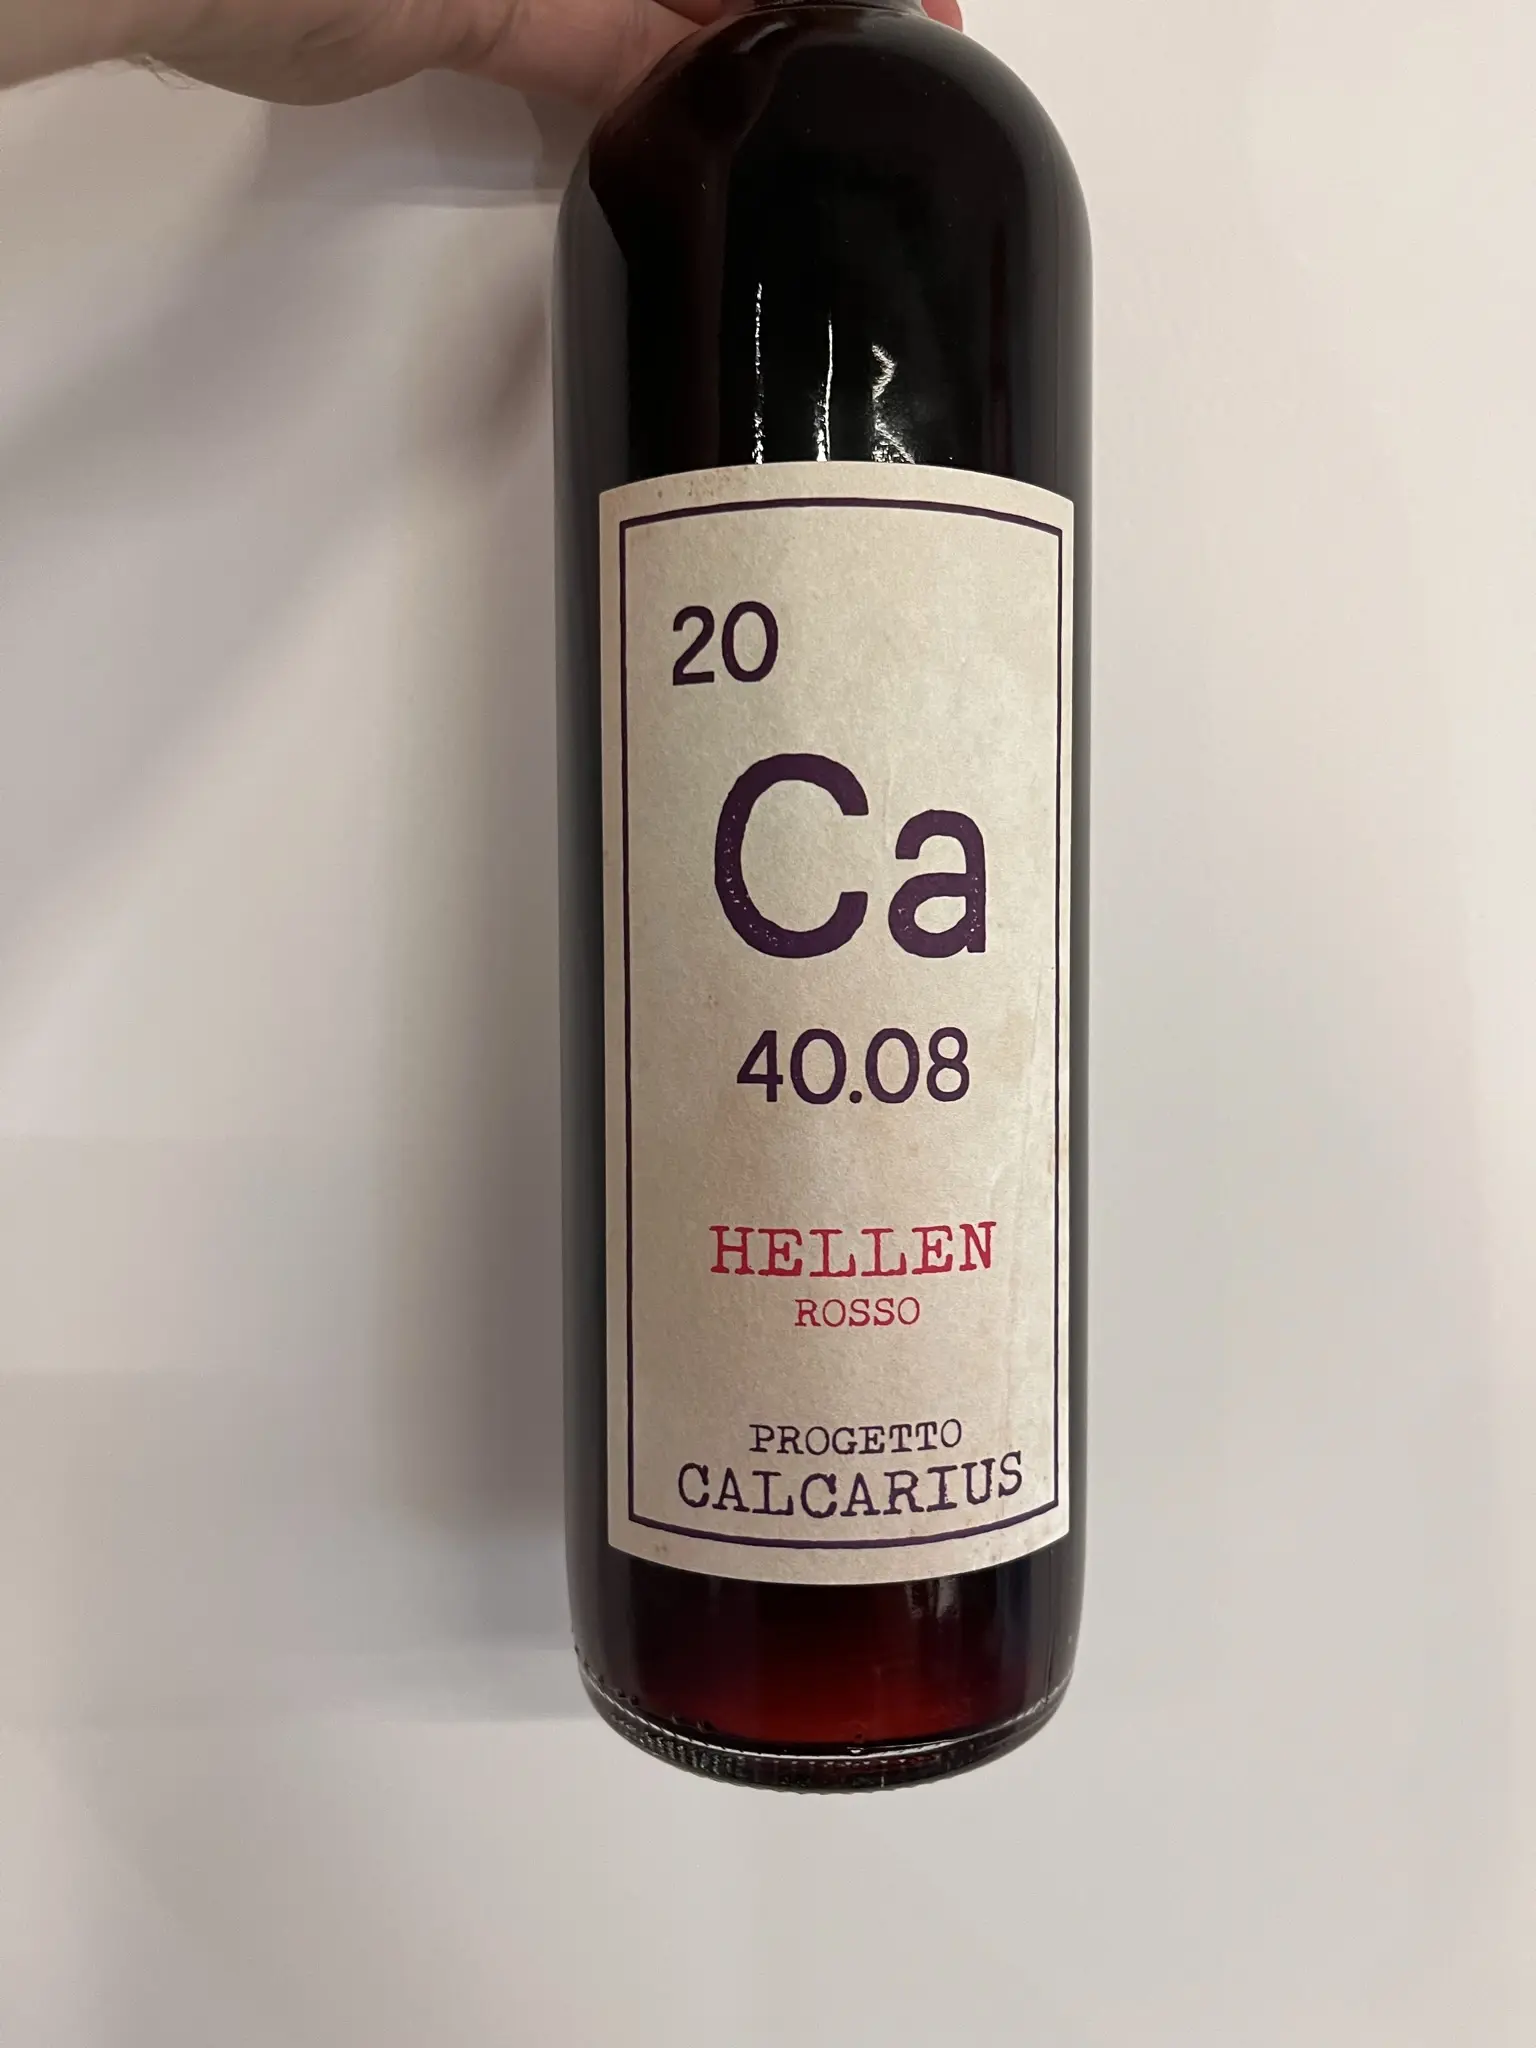 20
Ca
40.08
HELLEN
ROSSO
PROGETTO
CALCARIUS